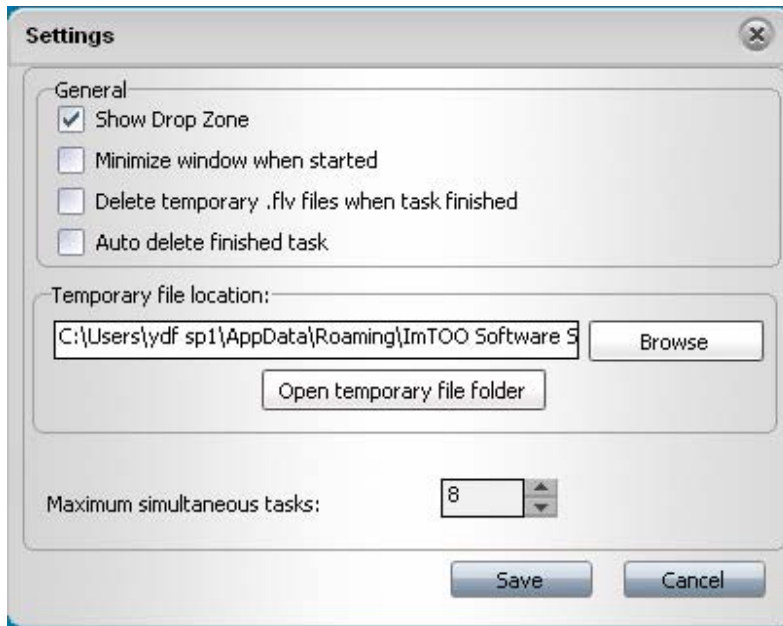 Settings
General
Show Drop Zone
Minimize window when started
Delete temporary .flv files when task finished
Auto delete finished task
Temporary file location:
C:\Users\ydf sp1\AppData\Roaming\ImTOO Software S
Browse
Open temporary file folder
Maximum simultaneous tasks:
8
Save
Cancel